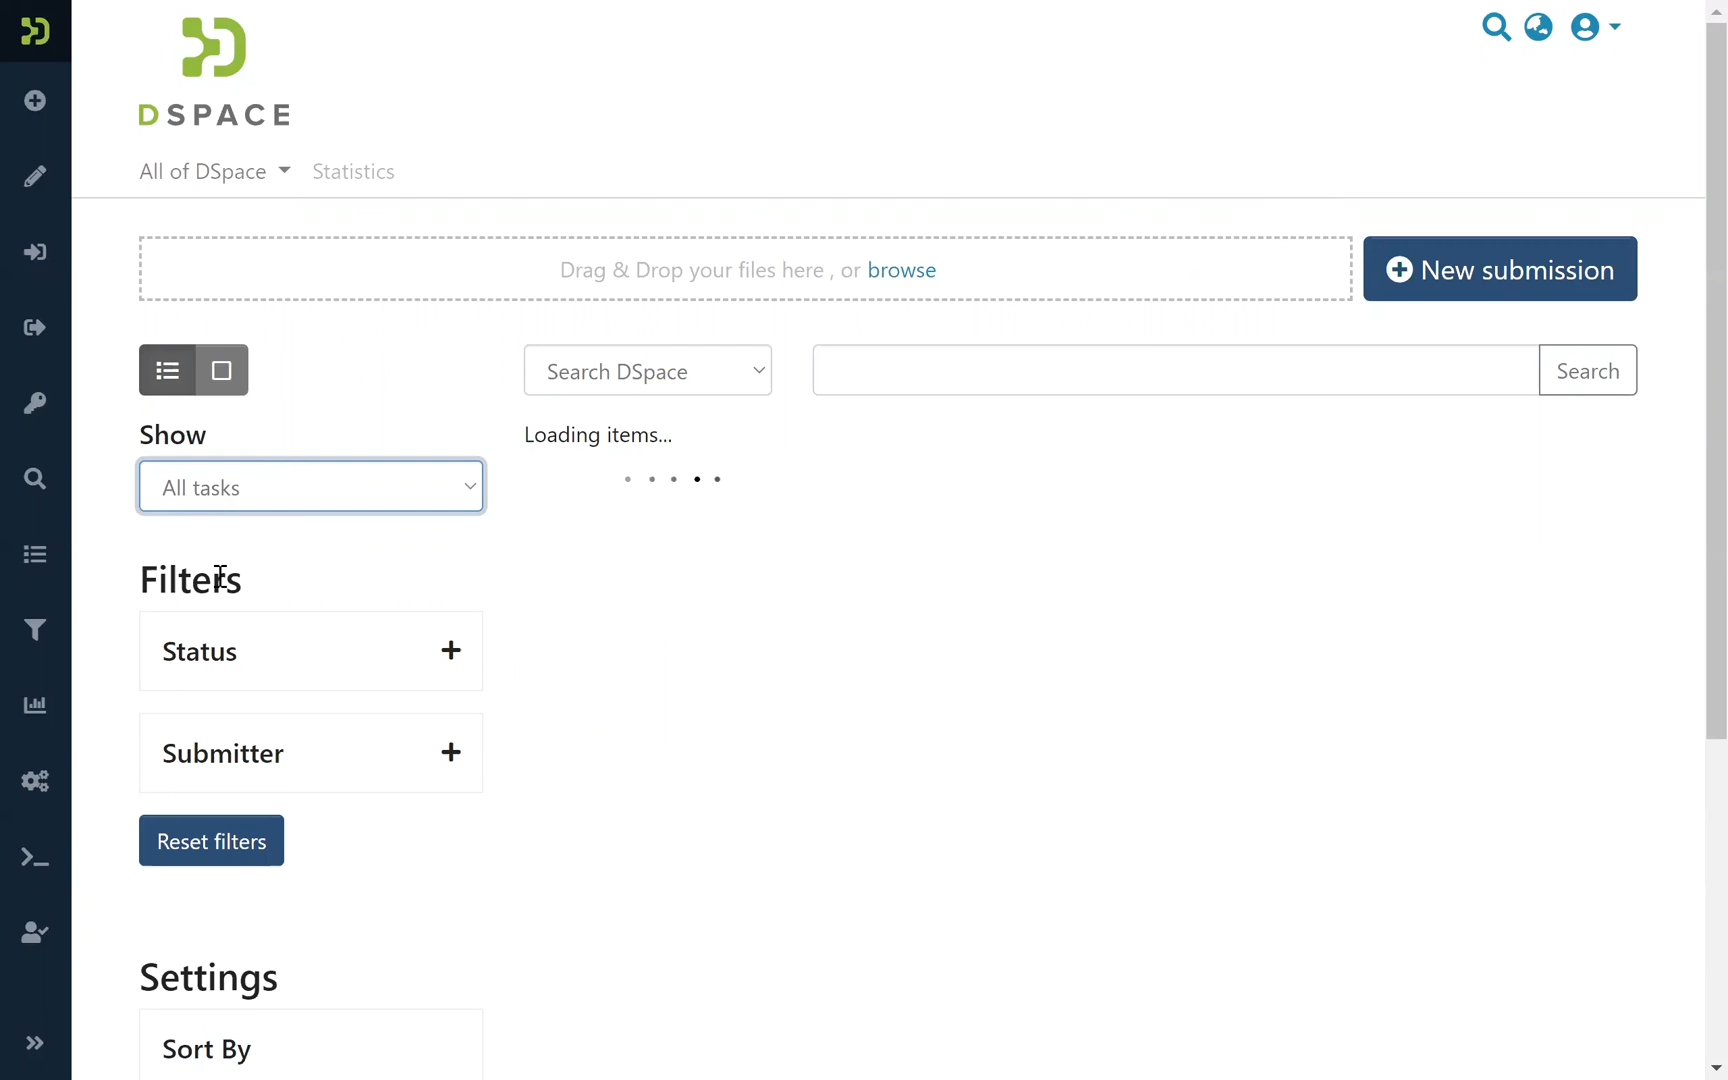 DSPACE
All of DSpace
Statistics
Drag & Drop your files here , or browse
New submission
Search DSpace
Search
Show
Loading items...
All tasks
Filters
Status
Submitter
Reset filters
Settings
Sort By